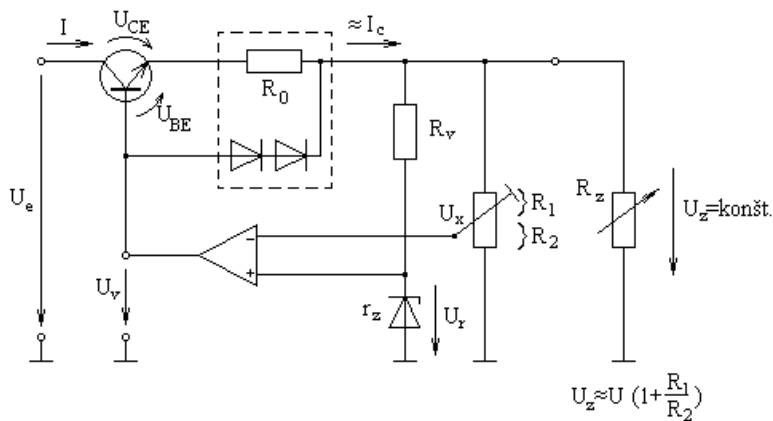 I
U_CE
≈ I_c
R_0
U_BE
R_v
U_e
U_x
}R_1
}R_2
R_z
U_z=konšt.
U_v
-
+
r_z
U_r
U_z≈U (1+R_1/R_2)